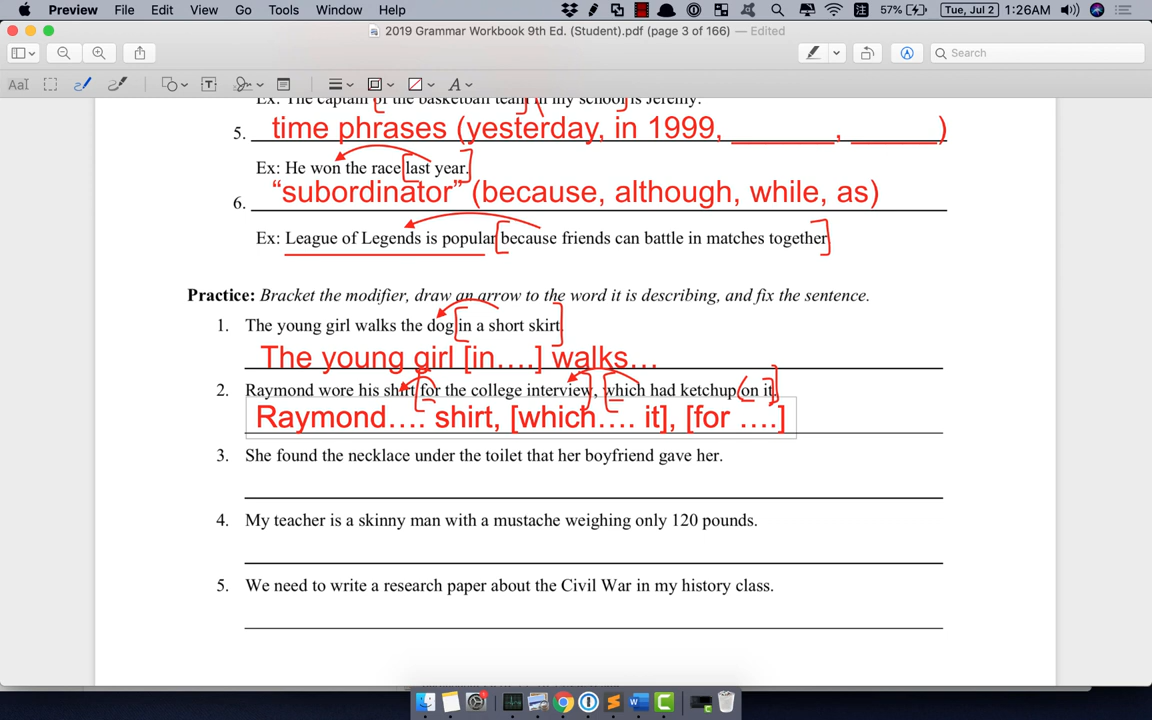 Preview File Edit View Go Tools Window Help 57% Tue, Jul 2 1:26AM
2019 Grammar Workbook 9th Ed. (Student).pdf (page 3 of 166) — Edited
Search
AaI T A
Ex: The captain of the basketball team in my school is Jeremy.
5. time phrases (yesterday, in 1999, ________, ________)
Ex: He won the race [last year.]
6. “subordinator” (because, although, while, as)
Ex: League of Legends is popular [because friends can battle in matches together]
Practice: Bracket the modifier, draw an arrow to the word it is describing, and fix the sentence.
1. The young girl walks the dog [in a short skirt.]
The young girl [in....] walks...
2. Raymond wore his shirt [for the college interview], [which had ketchup (on it]
Raymond.... shirt, [which.... it], [for ....]
3. She found the necklace under the toilet that her boyfriend gave her.
4. My teacher is a skinny man with a mustache weighing only 120 pounds.
5. We need to write a research paper about the Civil War in my history class.